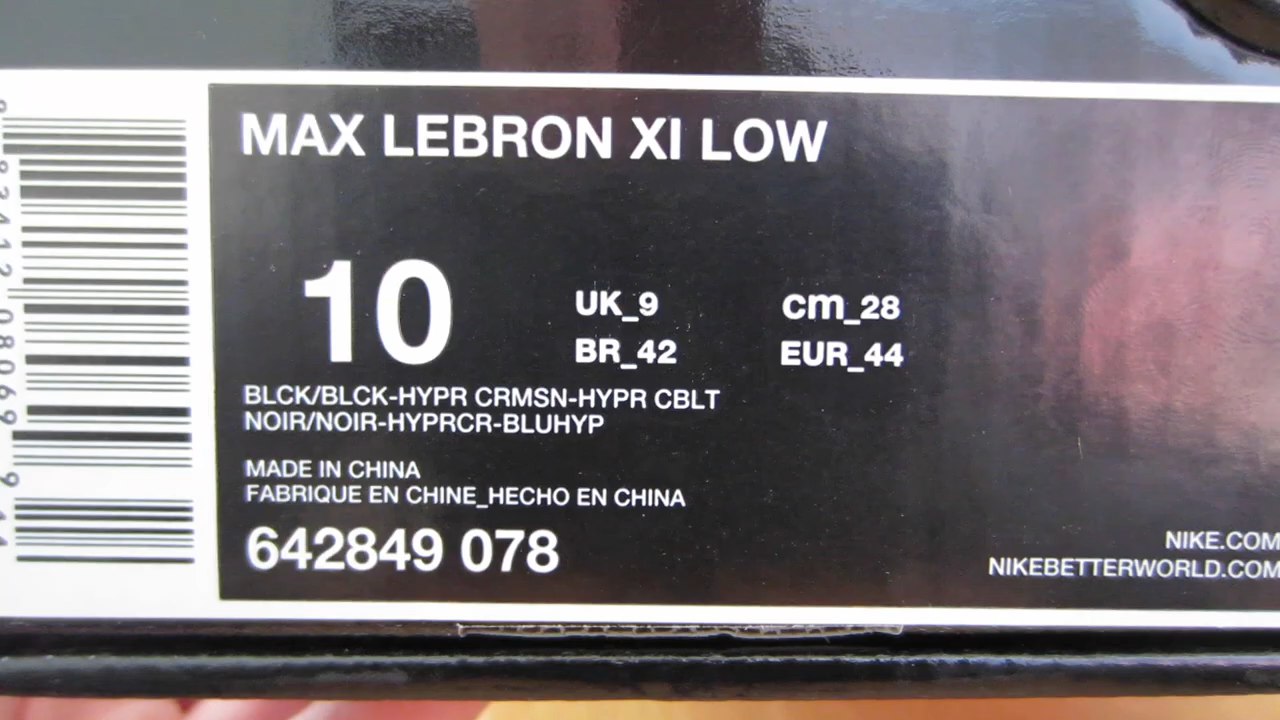 MAX LEBRON XI LOW
10
UK_9
cm_28
BR_42
EUR_44
BLCK/BLCK-HYPR CRMSN-HYPR CBLT
NOIR/NOIR-HYPRCR-BLUHYP
MADE IN CHINA
FABRIQUE EN CHINE_HECHO EN CHINA
642849 078
NIKE.COM
NIKEBETTERWORLD.COM